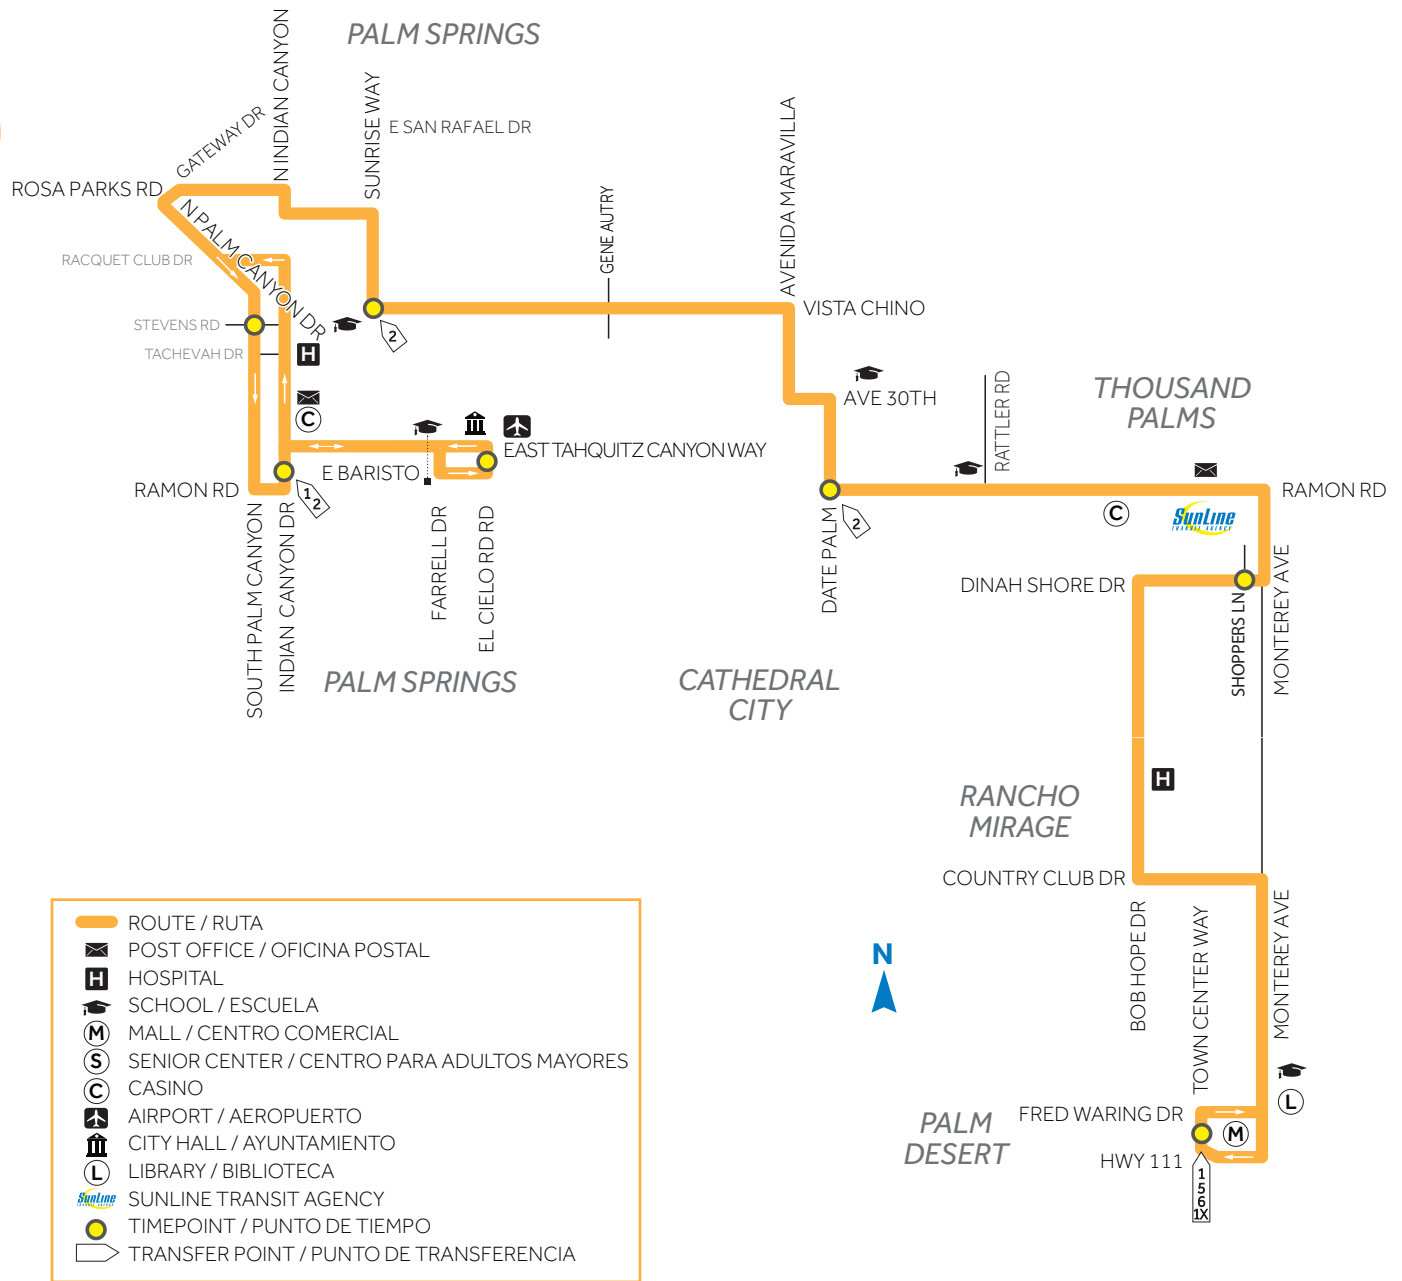 PALM SPRINGS
N INDIAN CANYON
SUNRISE WAY
E SAN RAFAEL DR
GATEWAY DR
ROSA PARKS RD
N PALM CANYON DR
RACQUET CLUB DR
STEVENS RD
TACHEVAH DR
H
C
2
GENE AUTRY
AVENIDA MARAVILLA
VISTA CHINO
AVE 30TH
RATTLER RD
THOUSAND
PALMS
EAST TAHQUITZ CANYON WAY
E BARISTO
RAMON RD
1
2
SOUTH PALM CANYON
INDIAN CANYON DR
FARRELL DR
EL CIELO RD RD
PALM SPRINGS
2
DATE PALM
CATHEDRAL
CITY
C
SunLine
TRANSIT AGENCY
RAMON RD
DINAH SHORE DR
SHOPPERS LN
MONTEREY AVE
H
RANCHO
MIRAGE
COUNTRY CLUB DR
BOB HOPE DR
TOWN CENTER WAY
MONTEREY AVE
L
N
PALM
DESERT
FRED WARING DR
M
HWY 111
1
5
6
1X
ROUTE / RUTA
POST OFFICE / OFICINA POSTAL
H HOSPITAL
SCHOOL / ESCUELA
M MALL / CENTRO COMERCIAL
S SENIOR CENTER / CENTRO PARA ADULTOS MAYORES
C CASINO
AIRPORT / AEROPUERTO
CITY HALL / AYUNTAMIENTO
L LIBRARY / BIBLIOTECA
SunLine SUNLINE TRANSIT AGENCY
TIMEPOINT / PUNTO DE TIEMPO
TRANSFER POINT / PUNTO DE TRANSFERENCIA